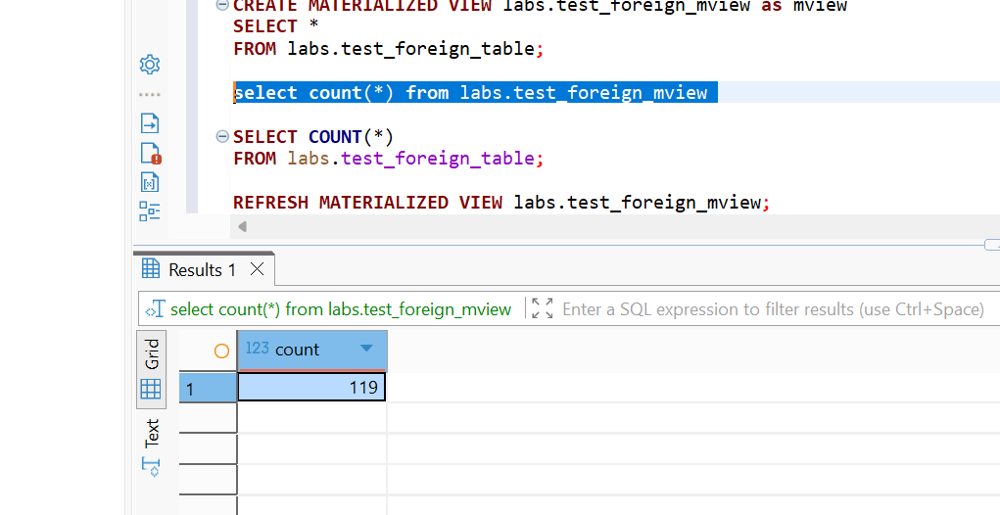 CREATE MATERIALIZED VIEW labs.test_foreign_mview as mview
SELECT *
FROM labs.test_foreign_table;
select count(*) from labs.test_foreign_mview
SELECT COUNT(*)
FROM labs.test_foreign_table;
REFRESH MATERIALIZED VIEW labs.test_foreign_mview;
Results 1
select count(*) from labs.test_foreign_mview Enter a SQL expression to filter results (use Ctrl+Space)
Grid
123 count
1 119
Text